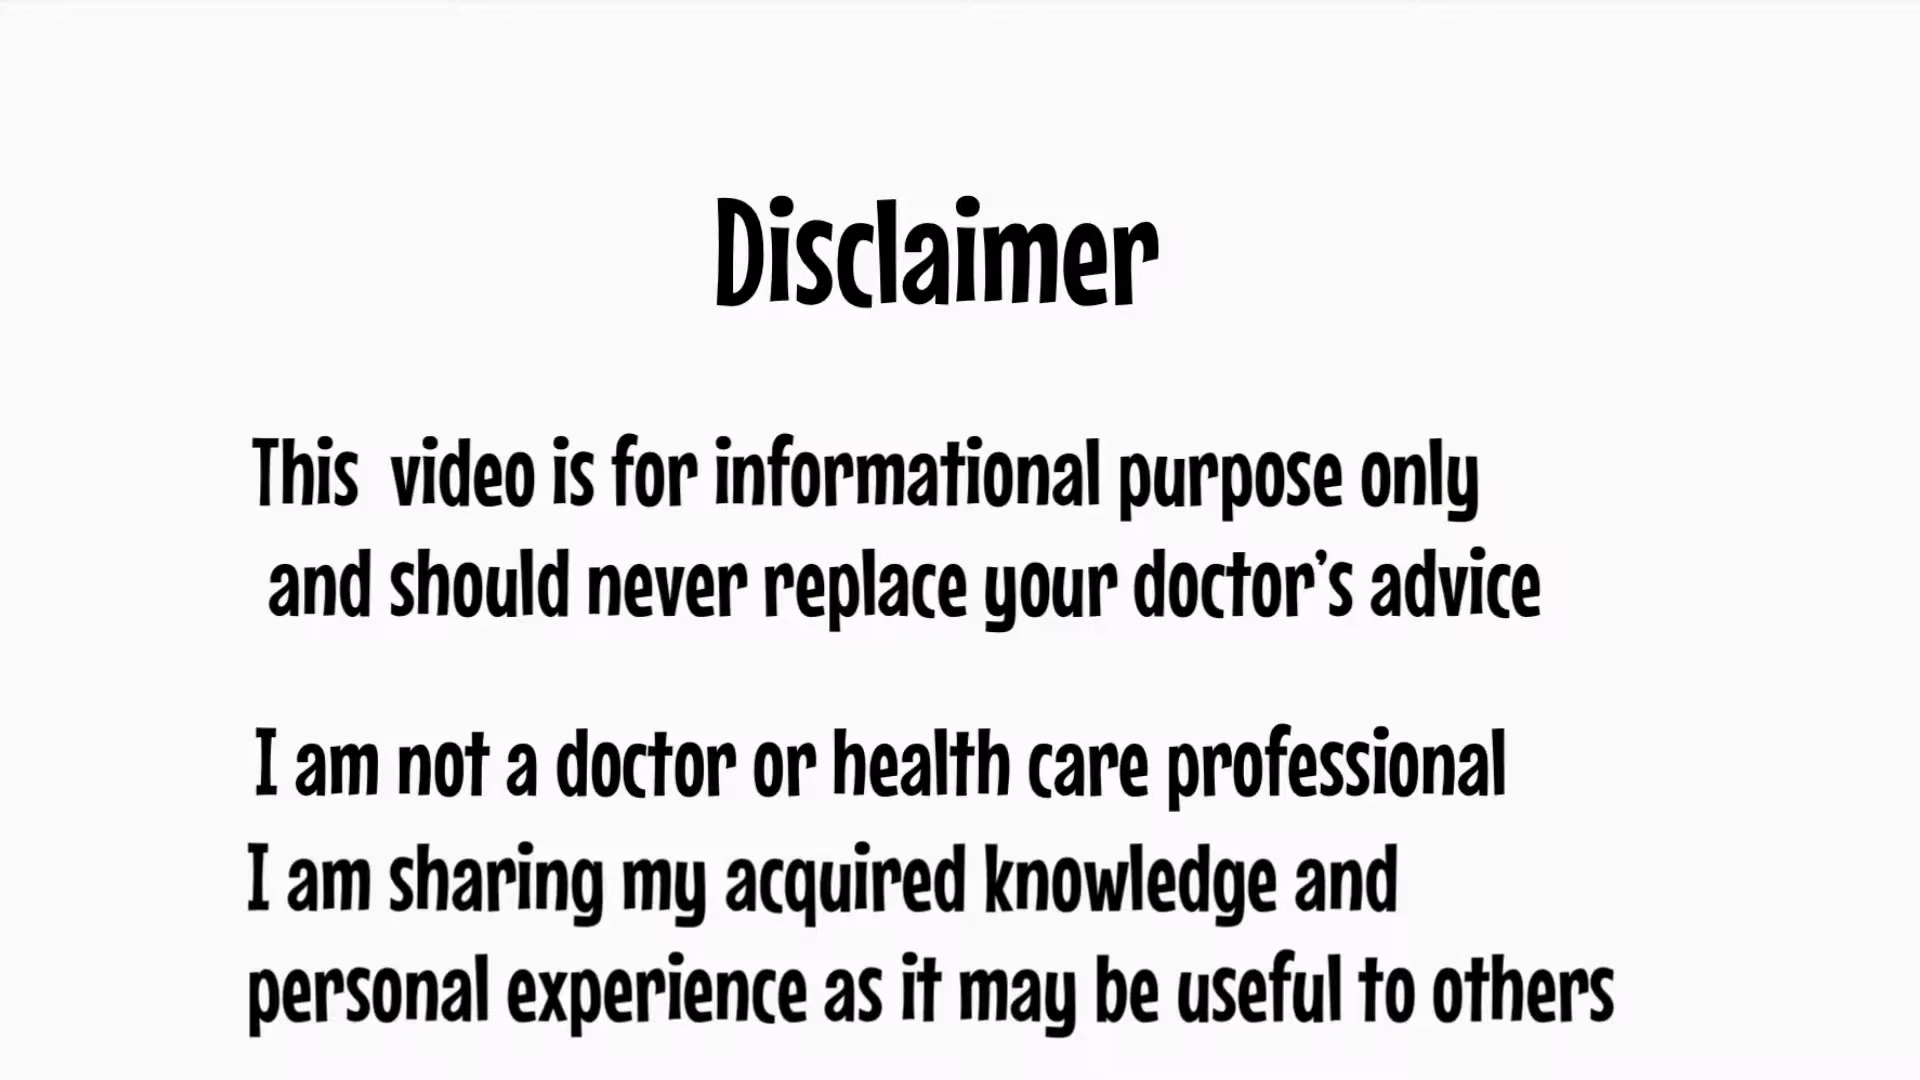 Disclaimer
This video is for informational purpose only
and should never replace your doctor's advice
I am not a doctor or health care professional
I am sharing my acquired knowledge and
personal experience as it may be useful to others